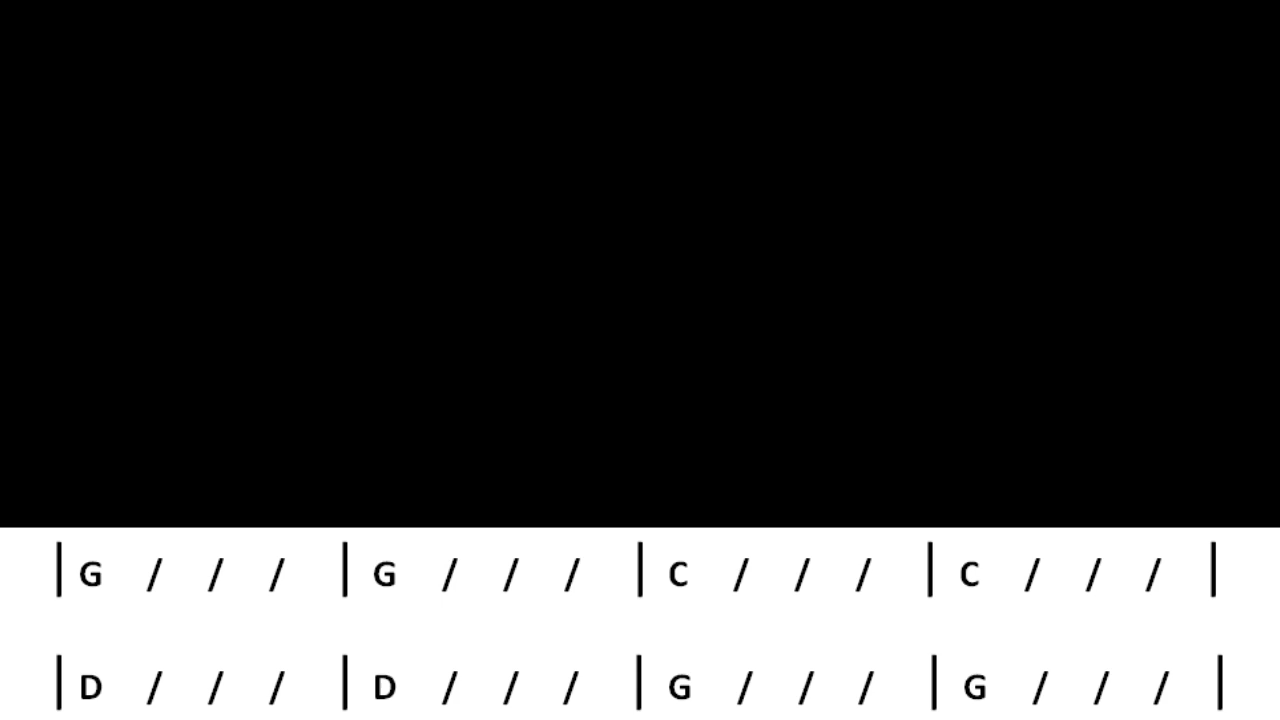 | G / / / | G / / / | C / / / | C / / / |
| D / / / | D / / / | G / / / | G / / / |